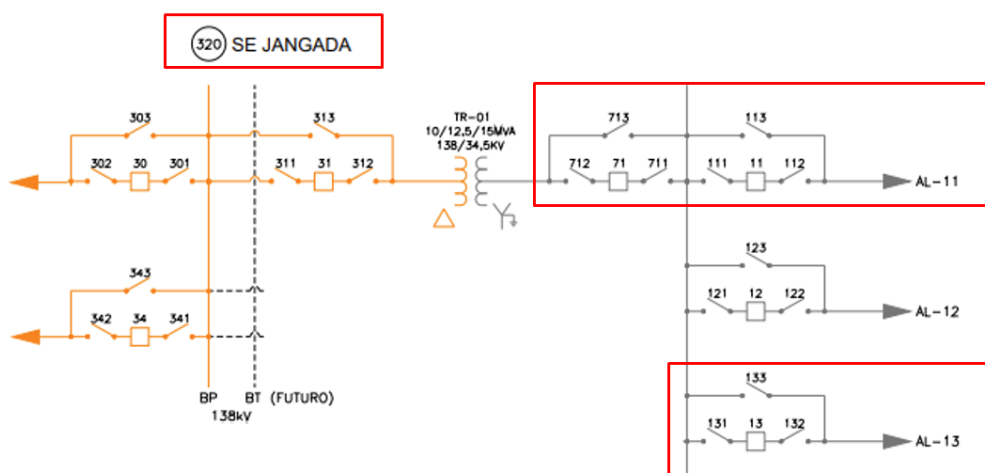 320 SE JANGADA
303
313
TR-01
10/12,5/15MVA
138/34,5KV
713
113
302 30 301
311 31 312
712 71 711
111 11 112
AL-11
343
123
342 34 341
121 12 122
AL-12
133
BP BT (FUTURO)
138kV
131 13 132
AL-13